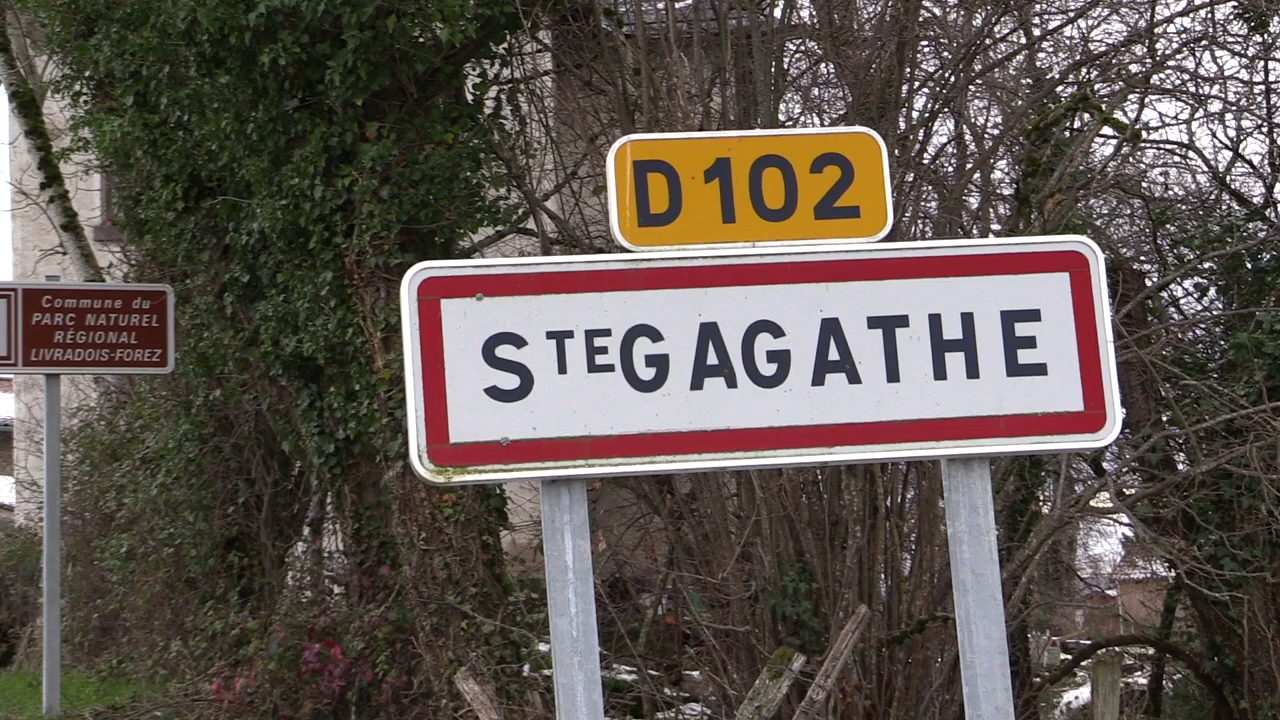 D 102
STE GAGATHE
Commune du
PARC NATUREL
RÉGIONAL
LIVRADOIS-FOREZ